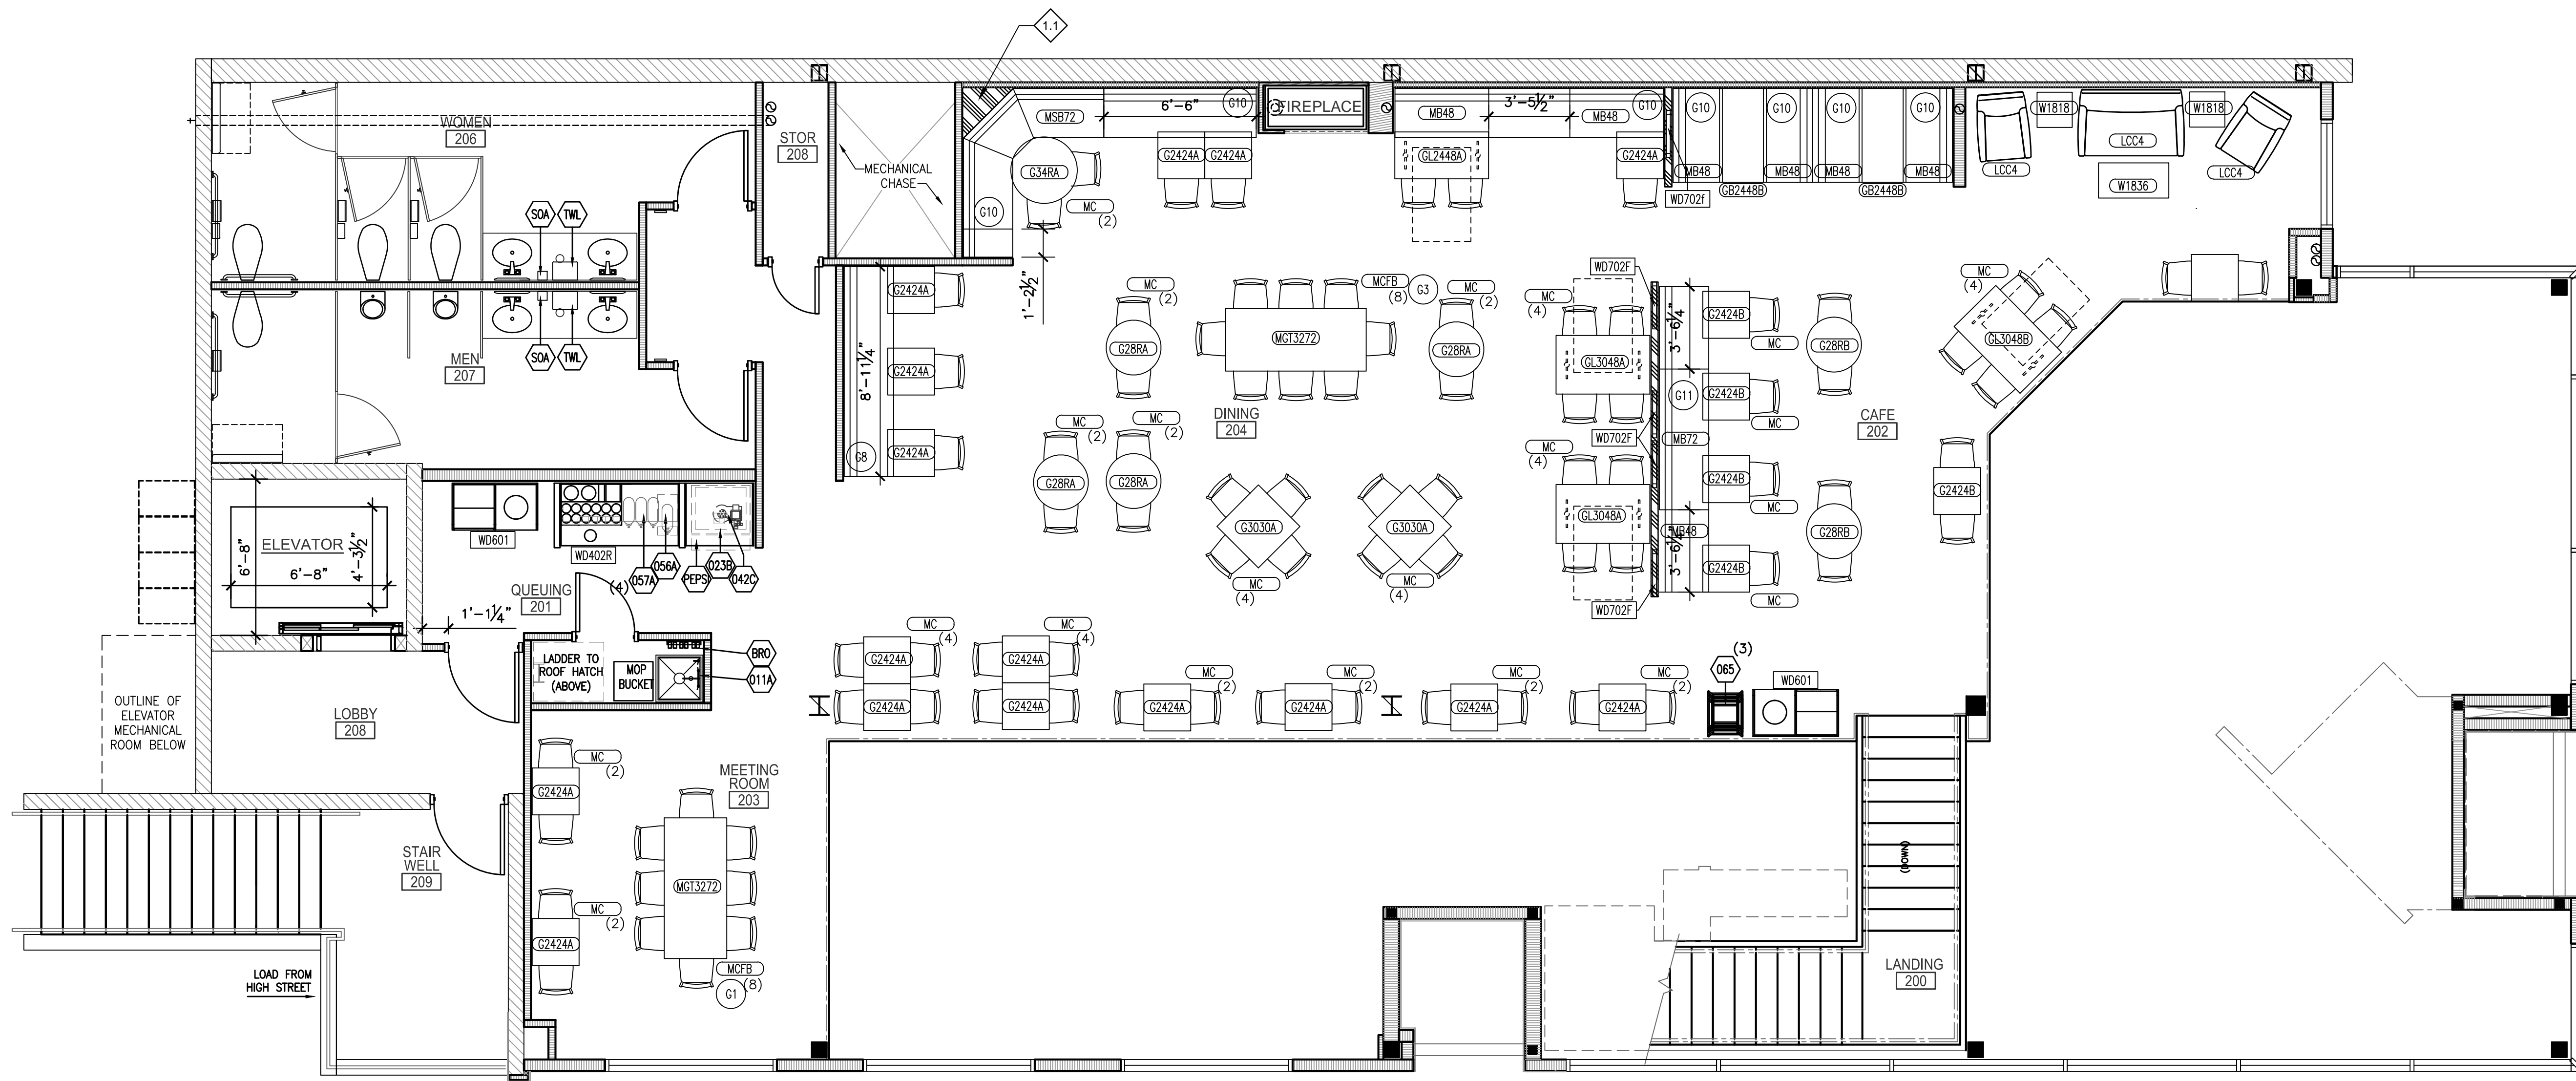 1.1
WOMEN
206
STOR
208
MECHANICAL
CHASE
MSB72
6'-6"
G10
FIREPLACE
MB48
3'-5½"
MB48
G10
G10
G10
G10
G10
W1818
W1818
LCC4
LCC4
LCC4
W1836
G34RA
G2424A
G2424A
GL2448A
G2424A
MB48
MB48
MB48
MB48
GB2448B
GB2448B
WD702f
G10
MC
(2)
1'-2½"
SOA
TWL
SOA
TWL
MEN
207
G2424A
G2424A
G2424A
8'-11¼"
G8
MC
(2)
G28RA
MCFB
(8)
G3
MGT3272
MC
(2)
G28RA
DINING
204
MC
(2)
G28RA
MC
(2)
G28RA
G3030A
MC
(4)
G3030A
MC
(4)
WD702F
MC
(4)
GL3048A
WD702F
MC
(4)
GL3048A
WD702F
3'-6¼"
G11
MB72
MB48
3'-6¼"
G2424B
MC
G2424B
MC
G2424B
MC
G2424B
MC
G28RB
G28RB
CAFE
202
MC
(4)
GL3048B
G2424B
ELEVATOR
6'-8"
6'-8"
4'-3½"
WD601
WD402R
(4)
057A
056A
PEPS
023B
042C
QUEUING
201
1'-1¼"
LADDER TO
ROOF HATCH
(ABOVE)
MOP
BUCKET
BRO
011A
OUTLINE OF
ELEVATOR
MECHANICAL
ROOM BELOW
LOBBY
208
MC
(4)
G2424A
G2424A
MC
(4)
G2424A
G2424A
MC
(2)
G2424A
MC
(2)
G2424A
MC
(2)
G2424A
MC
(2)
G2424A
(3)
065
WD601
MEETING
ROOM
203
MC
(2)
G2424A
MC
(2)
G2424A
MGT3272
MCFB
(8)
G1
STAIR
WELL
209
LOAD FROM
HIGH STREET
(DOWN)
LANDING
200